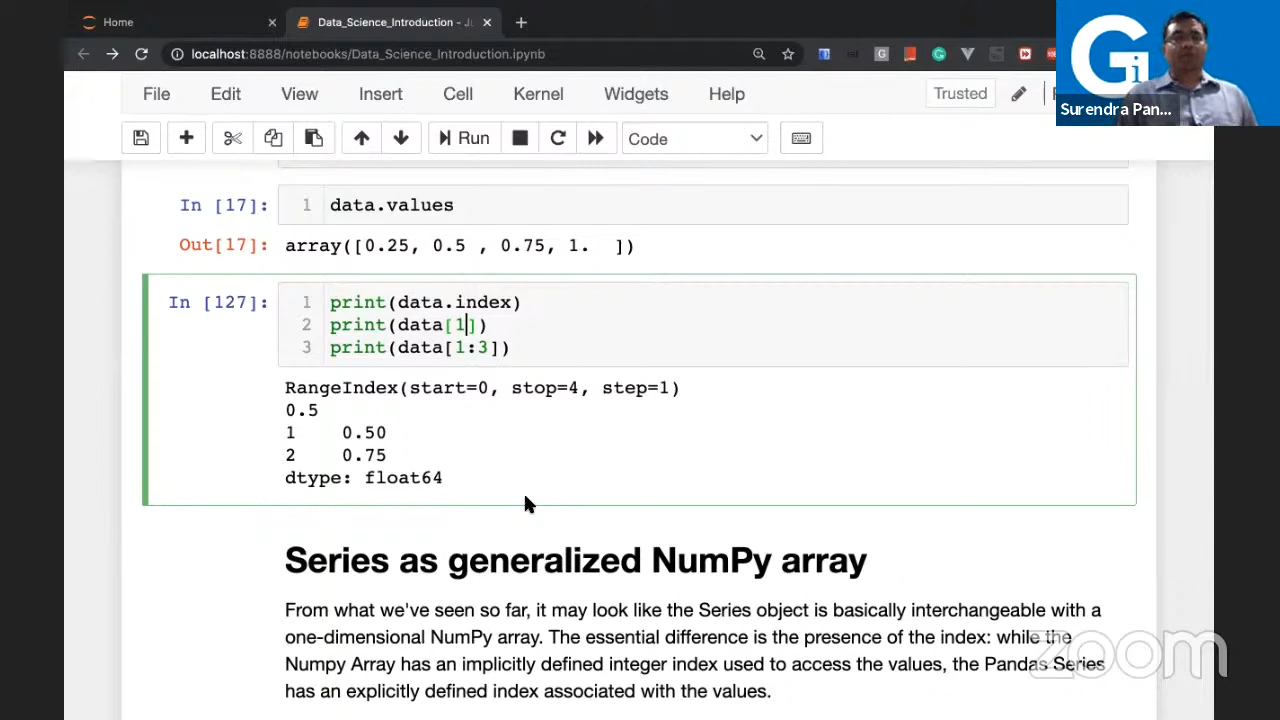 Home
Data_Science_Introduction - Ju
localhost:8888/notebooks/Data_Science_Introduction.ipynb
Gi
Surendra Pan...
File Edit View Insert Cell Kernel Widgets Help
Trusted
Run
Code
In [17]:
1 data.values
Out[17]: array([0.25, 0.5 , 0.75, 1. ])
In [127]:
1 print(data.index)
2 print(data[1])
3 print(data[1:3])
RangeIndex(start=0, stop=4, step=1)
0.5
1 0.50
2 0.75
dtype: float64
Series as generalized NumPy array
From what we've seen so far, it may look like the Series object is basically interchangeable with a
one-dimensional NumPy array. The essential difference is the presence of the index: while the
Numpy Array has an implicitly defined integer index used to access the values, the Pandas Series
has an explicitly defined index associated with the values.
zoom